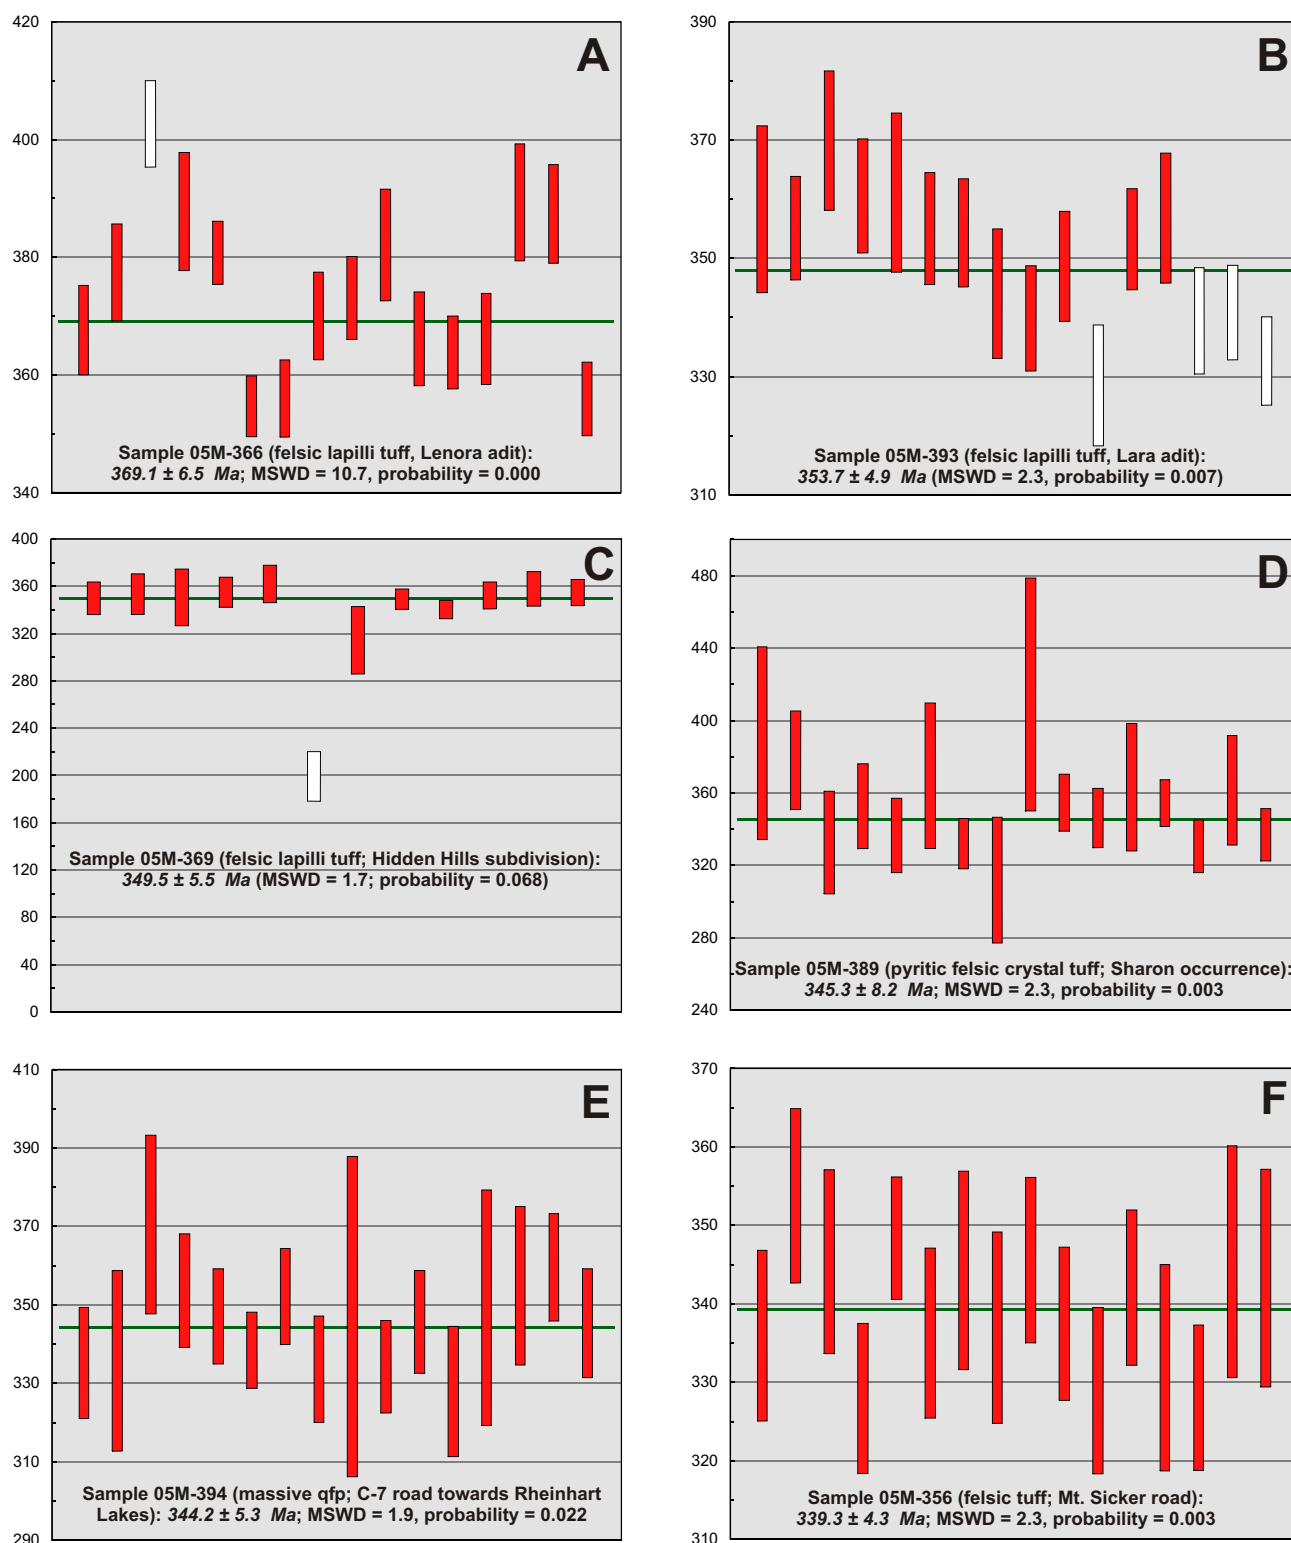 A
420
400
380
360
340
Sample 05M-366 (felsic lapilli tuff, Lenora adit):
369.1 ± 6.5 Ma; MSWD = 10.7, probability = 0.000
B
390
370
350
330
310
Sample 05M-393 (felsic lapilli tuff, Lara adit):
353.7 ± 4.9 Ma (MSWD = 2.3, probability = 0.007)
C
400
360
320
280
240
200
160
120
80
40
0
Sample 05M-369 (felsic lapilli tuff; Hidden Hills subdivision):
349.5 ± 5.5 Ma (MSWD = 1.7; probability = 0.068)
D
480
440
400
360
320
280
240
Sample 05M-389 (pyritic felsic crystal tuff; Sharon occurrence):
345.3 ± 8.2 Ma; MSWD = 2.3, probability = 0.003
E
410
390
370
350
330
310
290
Sample 05M-394 (massive qfp; C-7 road towards Rheinhart
Lakes): 344.2 ± 5.3 Ma; MSWD = 1.9, probability = 0.022
F
370
360
350
340
330
320
310
Sample 05M-356 (felsic tuff; Mt. Sicker road):
339.3 ± 4.3 Ma; MSWD = 2.3, probability = 0.003